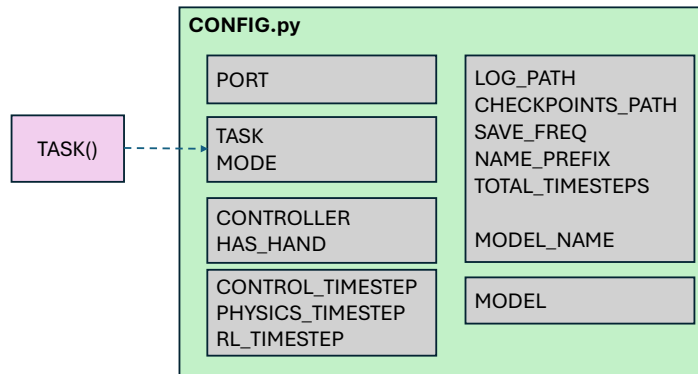 CONFIG.py
TASK()
PORT
TASK
MODE
CONTROLLER
HAS_HAND
CONTROL_TIMESTEP
PHYSICS_TIMESTEP
RL_TIMESTEP
LOG_PATH
CHECKPOINTS_PATH
SAVE_FREQ
NAME_PREFIX
TOTAL_TIMESTEPS
MODEL_NAME
MODEL